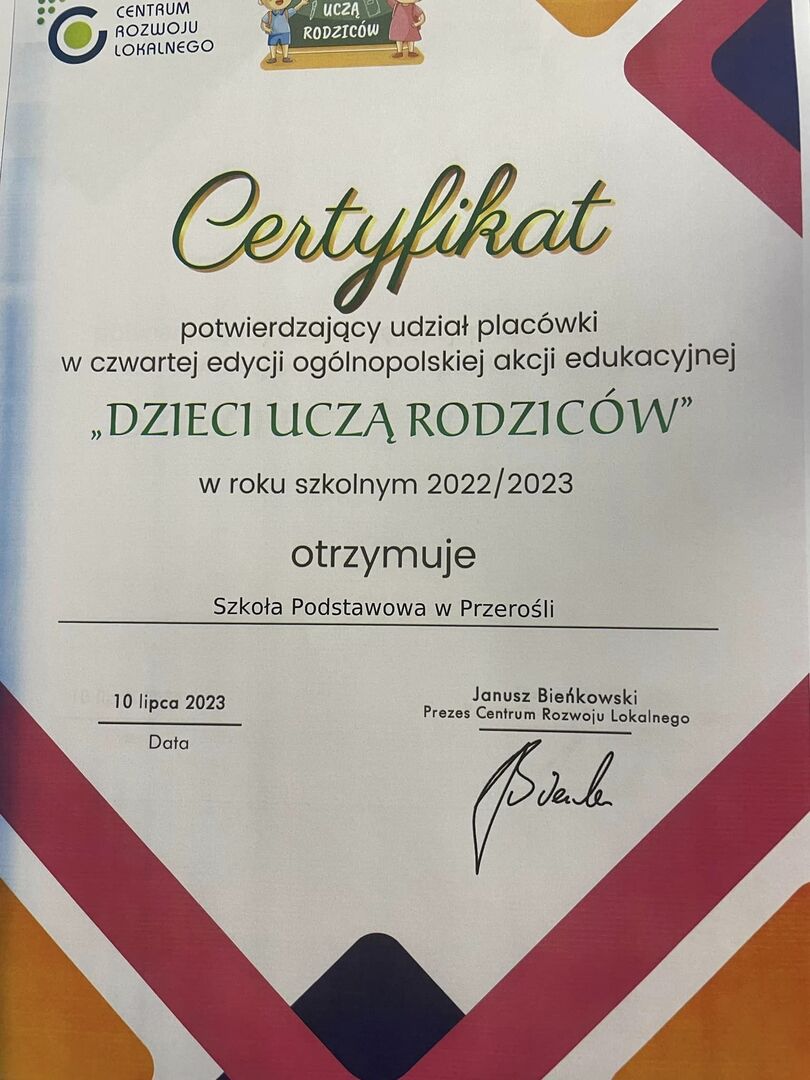 CENTRUM
ROZWOJU
LOKALNEGO
UCZĄ
RODZICÓW
Certyfikat
potwierdzający udział placówki
w czwartej edycji ogólnopolskiej akcji edukacyjnej
„DZIECI UCZĄ RODZICÓW”
w roku szkolnym 2022/2023
otrzymuje
Szkoła Podstawowa w Przerośli
10 lipca 2023
Data
Janusz Bieńkowski
Prezes Centrum Rozwoju Lokalnego